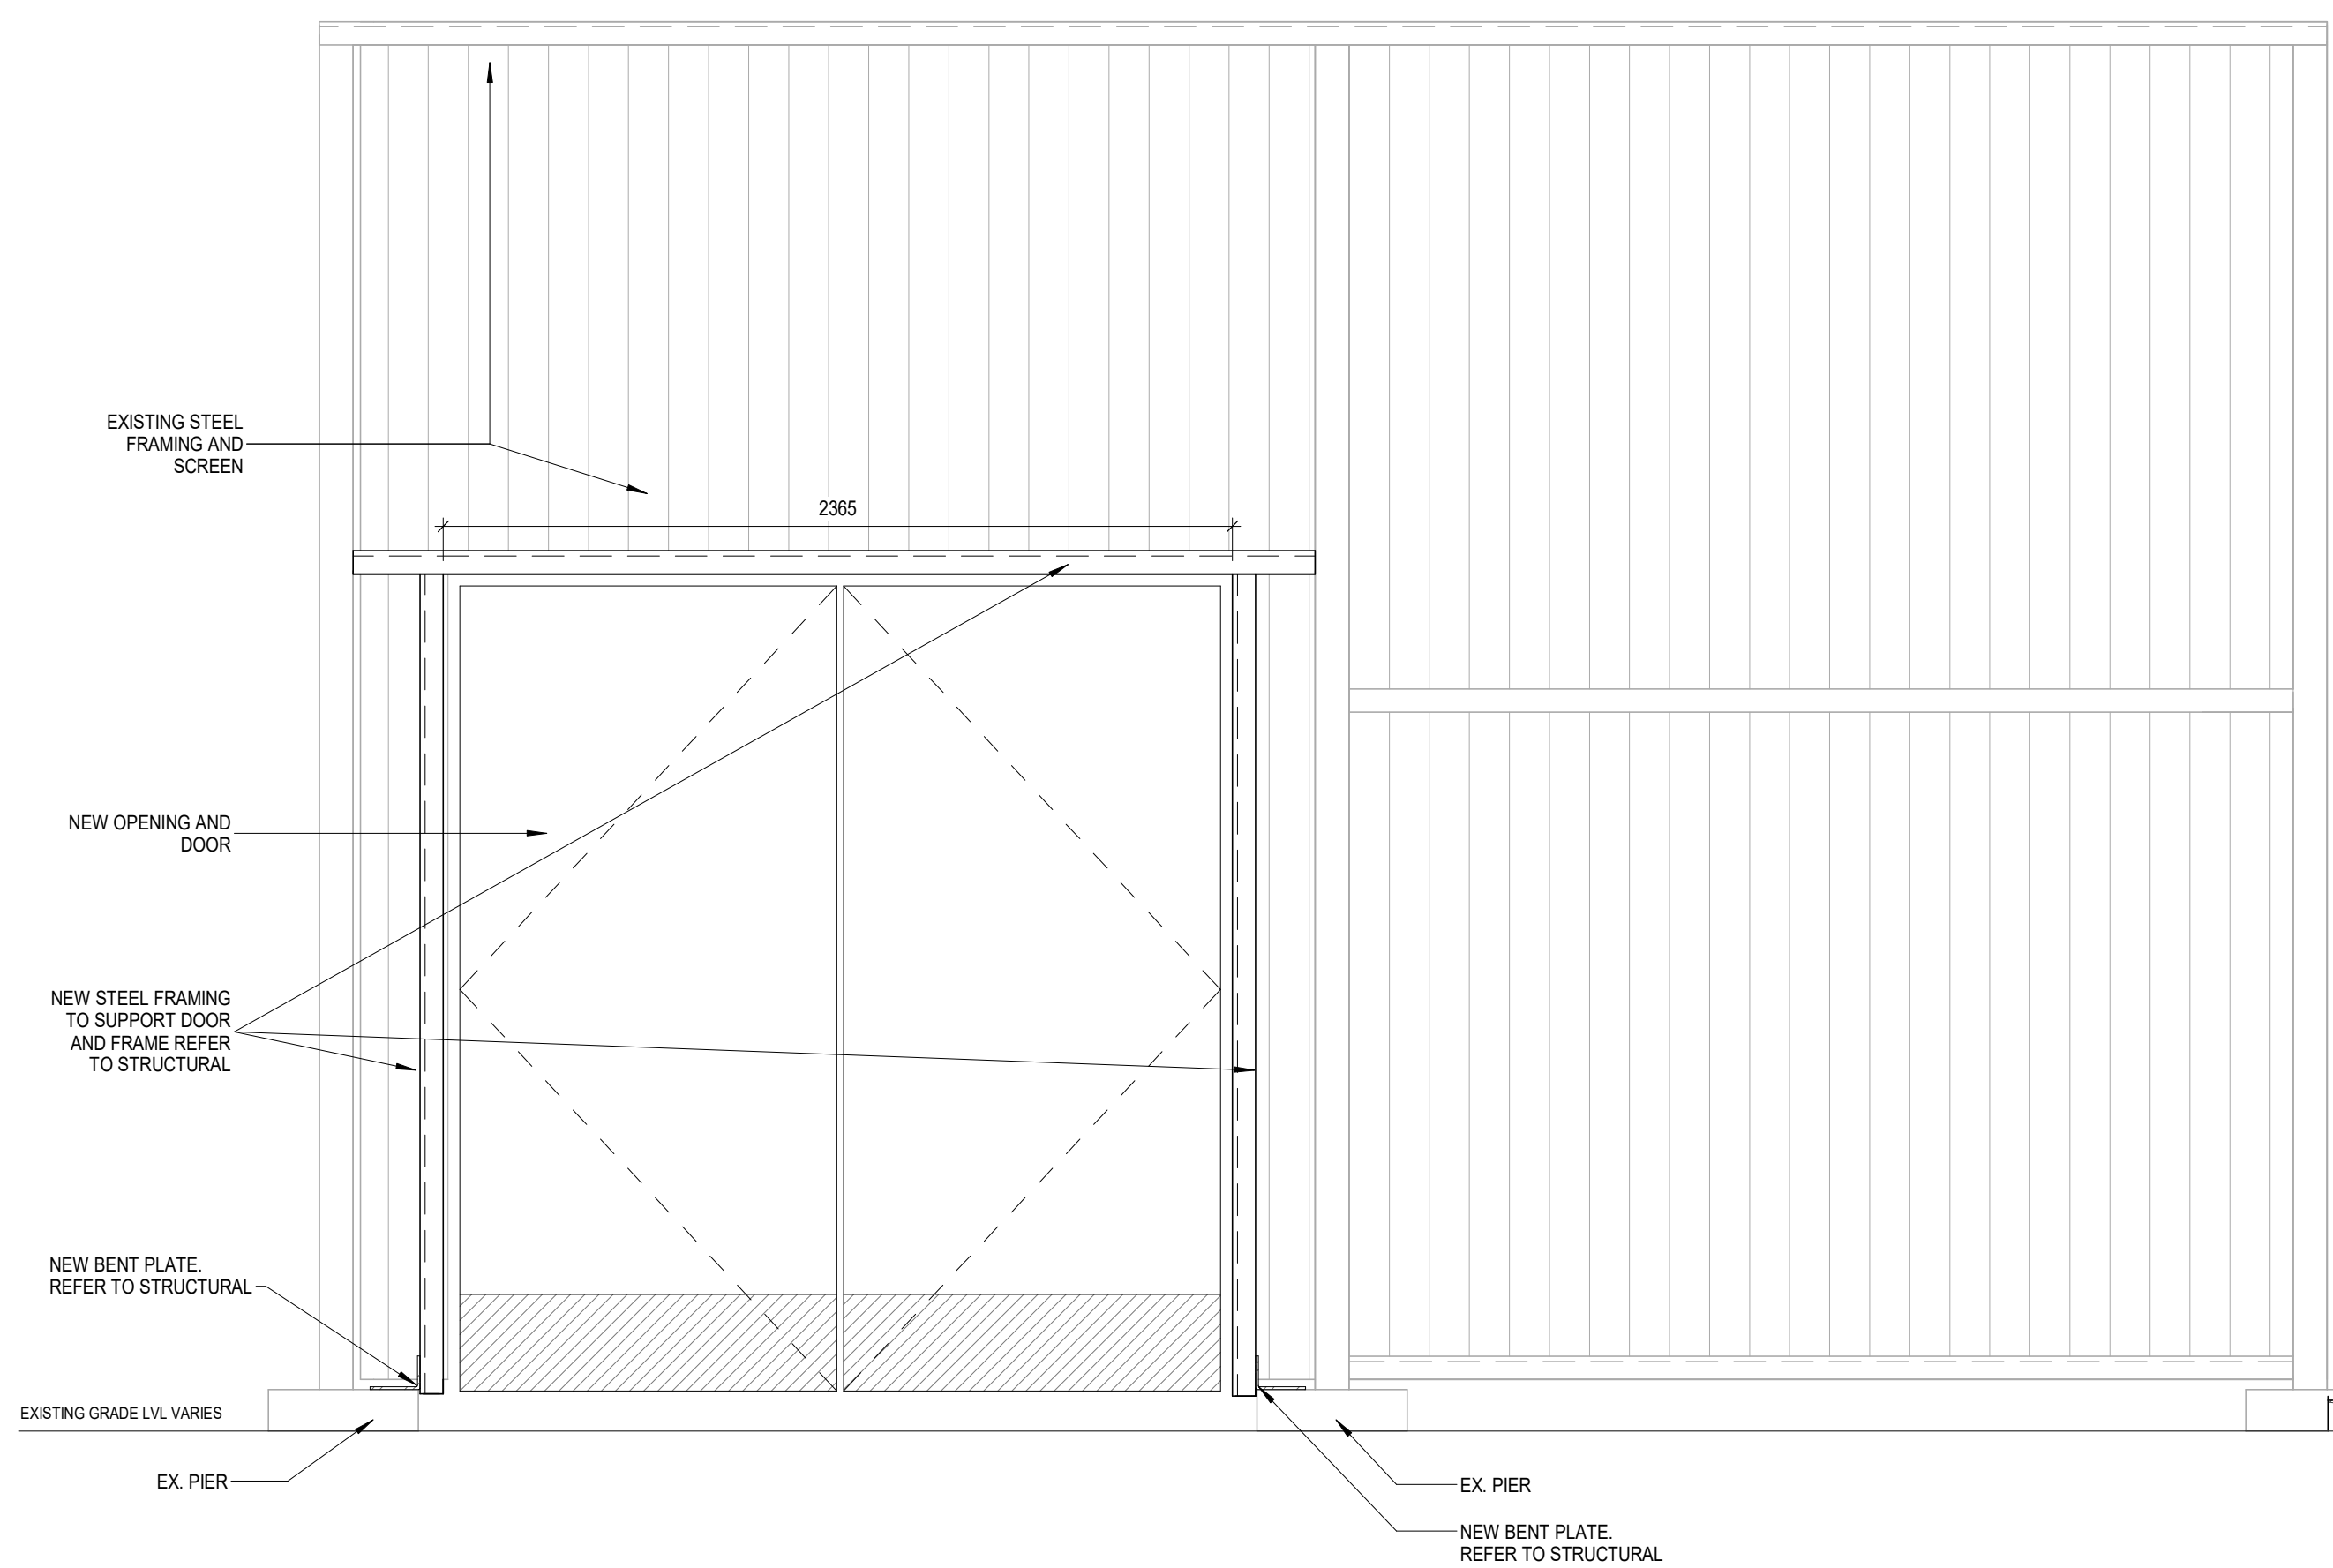 EXISTING STEEL
FRAMING AND
SCREEN
2365
NEW OPENING AND
DOOR
NEW STEEL FRAMING
TO SUPPORT DOOR
AND FRAME REFER
TO STRUCTURAL
NEW BENT PLATE.
REFER TO STRUCTURAL
EXISTING GRADE LVL VARIES
EX. PIER
EX. PIER
NEW BENT PLATE.
REFER TO STRUCTURAL